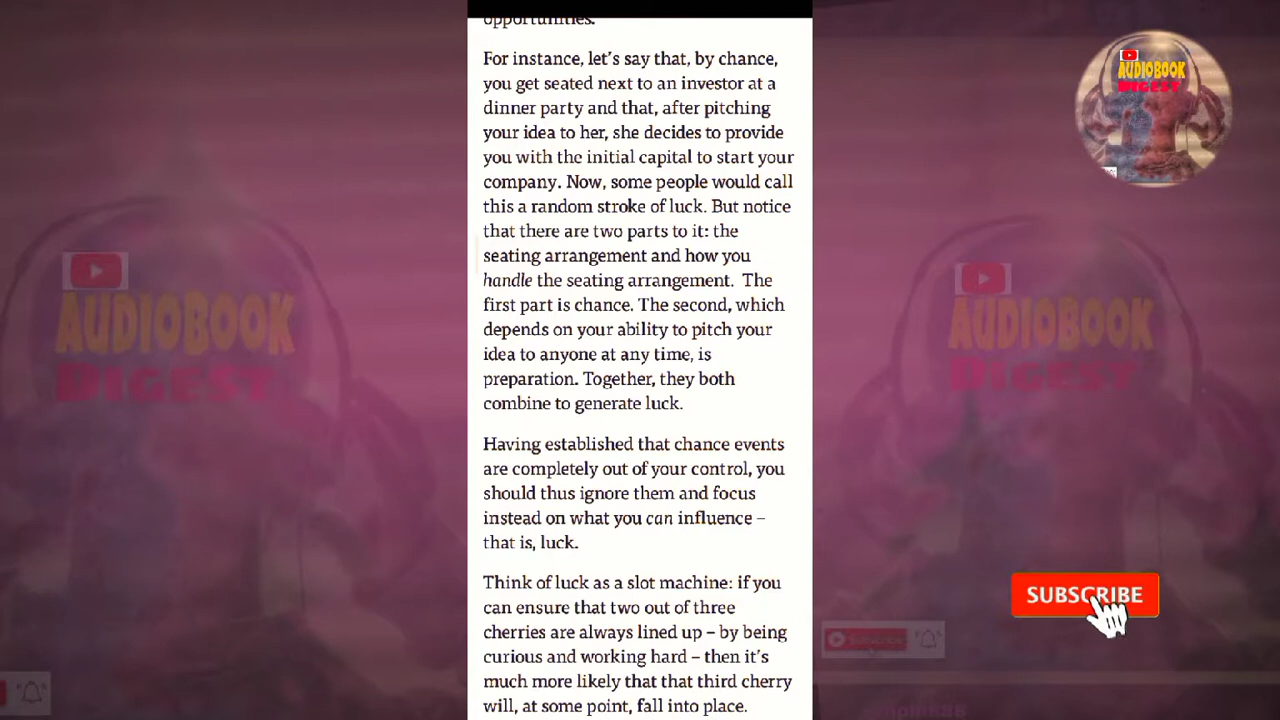 opportunities.
For instance, let's say that, by chance,
you get seated next to an investor at a
dinner party and that, after pitching
your idea to her, she decides to provide
you with the initial capital to start your
company. Now, some people would call
this a random stroke of luck. But notice
that there are two parts to it: the
seating arrangement and how you
handle the seating arrangement. The
first part is chance. The second, which
depends on your ability to pitch your
idea to anyone at any time, is
preparation. Together, they both
combine to generate luck.
Having established that chance events
are completely out of your control, you
should thus ignore them and focus
instead on what you can influence –
that is, luck.
Think of luck as a slot machine: if you
can ensure that two out of three
cherries are always lined up – by being
curious and working hard – then it's
much more likely that that third cherry
will, at some point, fall into place.
AUDIOBOOK
DIGEST
AUDIOBOOK
DIGEST
AUDIOBOOK
DIGEST
SUBSCRIBE
Subscribe